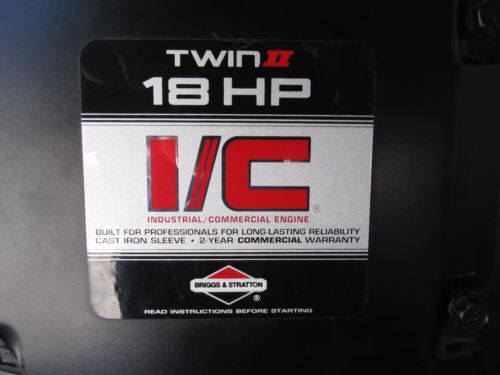 TWIN II
18 HP
I/C®
INDUSTRIAL/COMMERCIAL ENGINE
BUILT FOR PROFESSIONALS FOR LONG-LASTING RELIABILITY
CAST IRON SLEEVE • 2-YEAR COMMERCIAL WARRANTY
BRIGGS & STRATTON
®
READ INSTRUCTIONS BEFORE STARTING